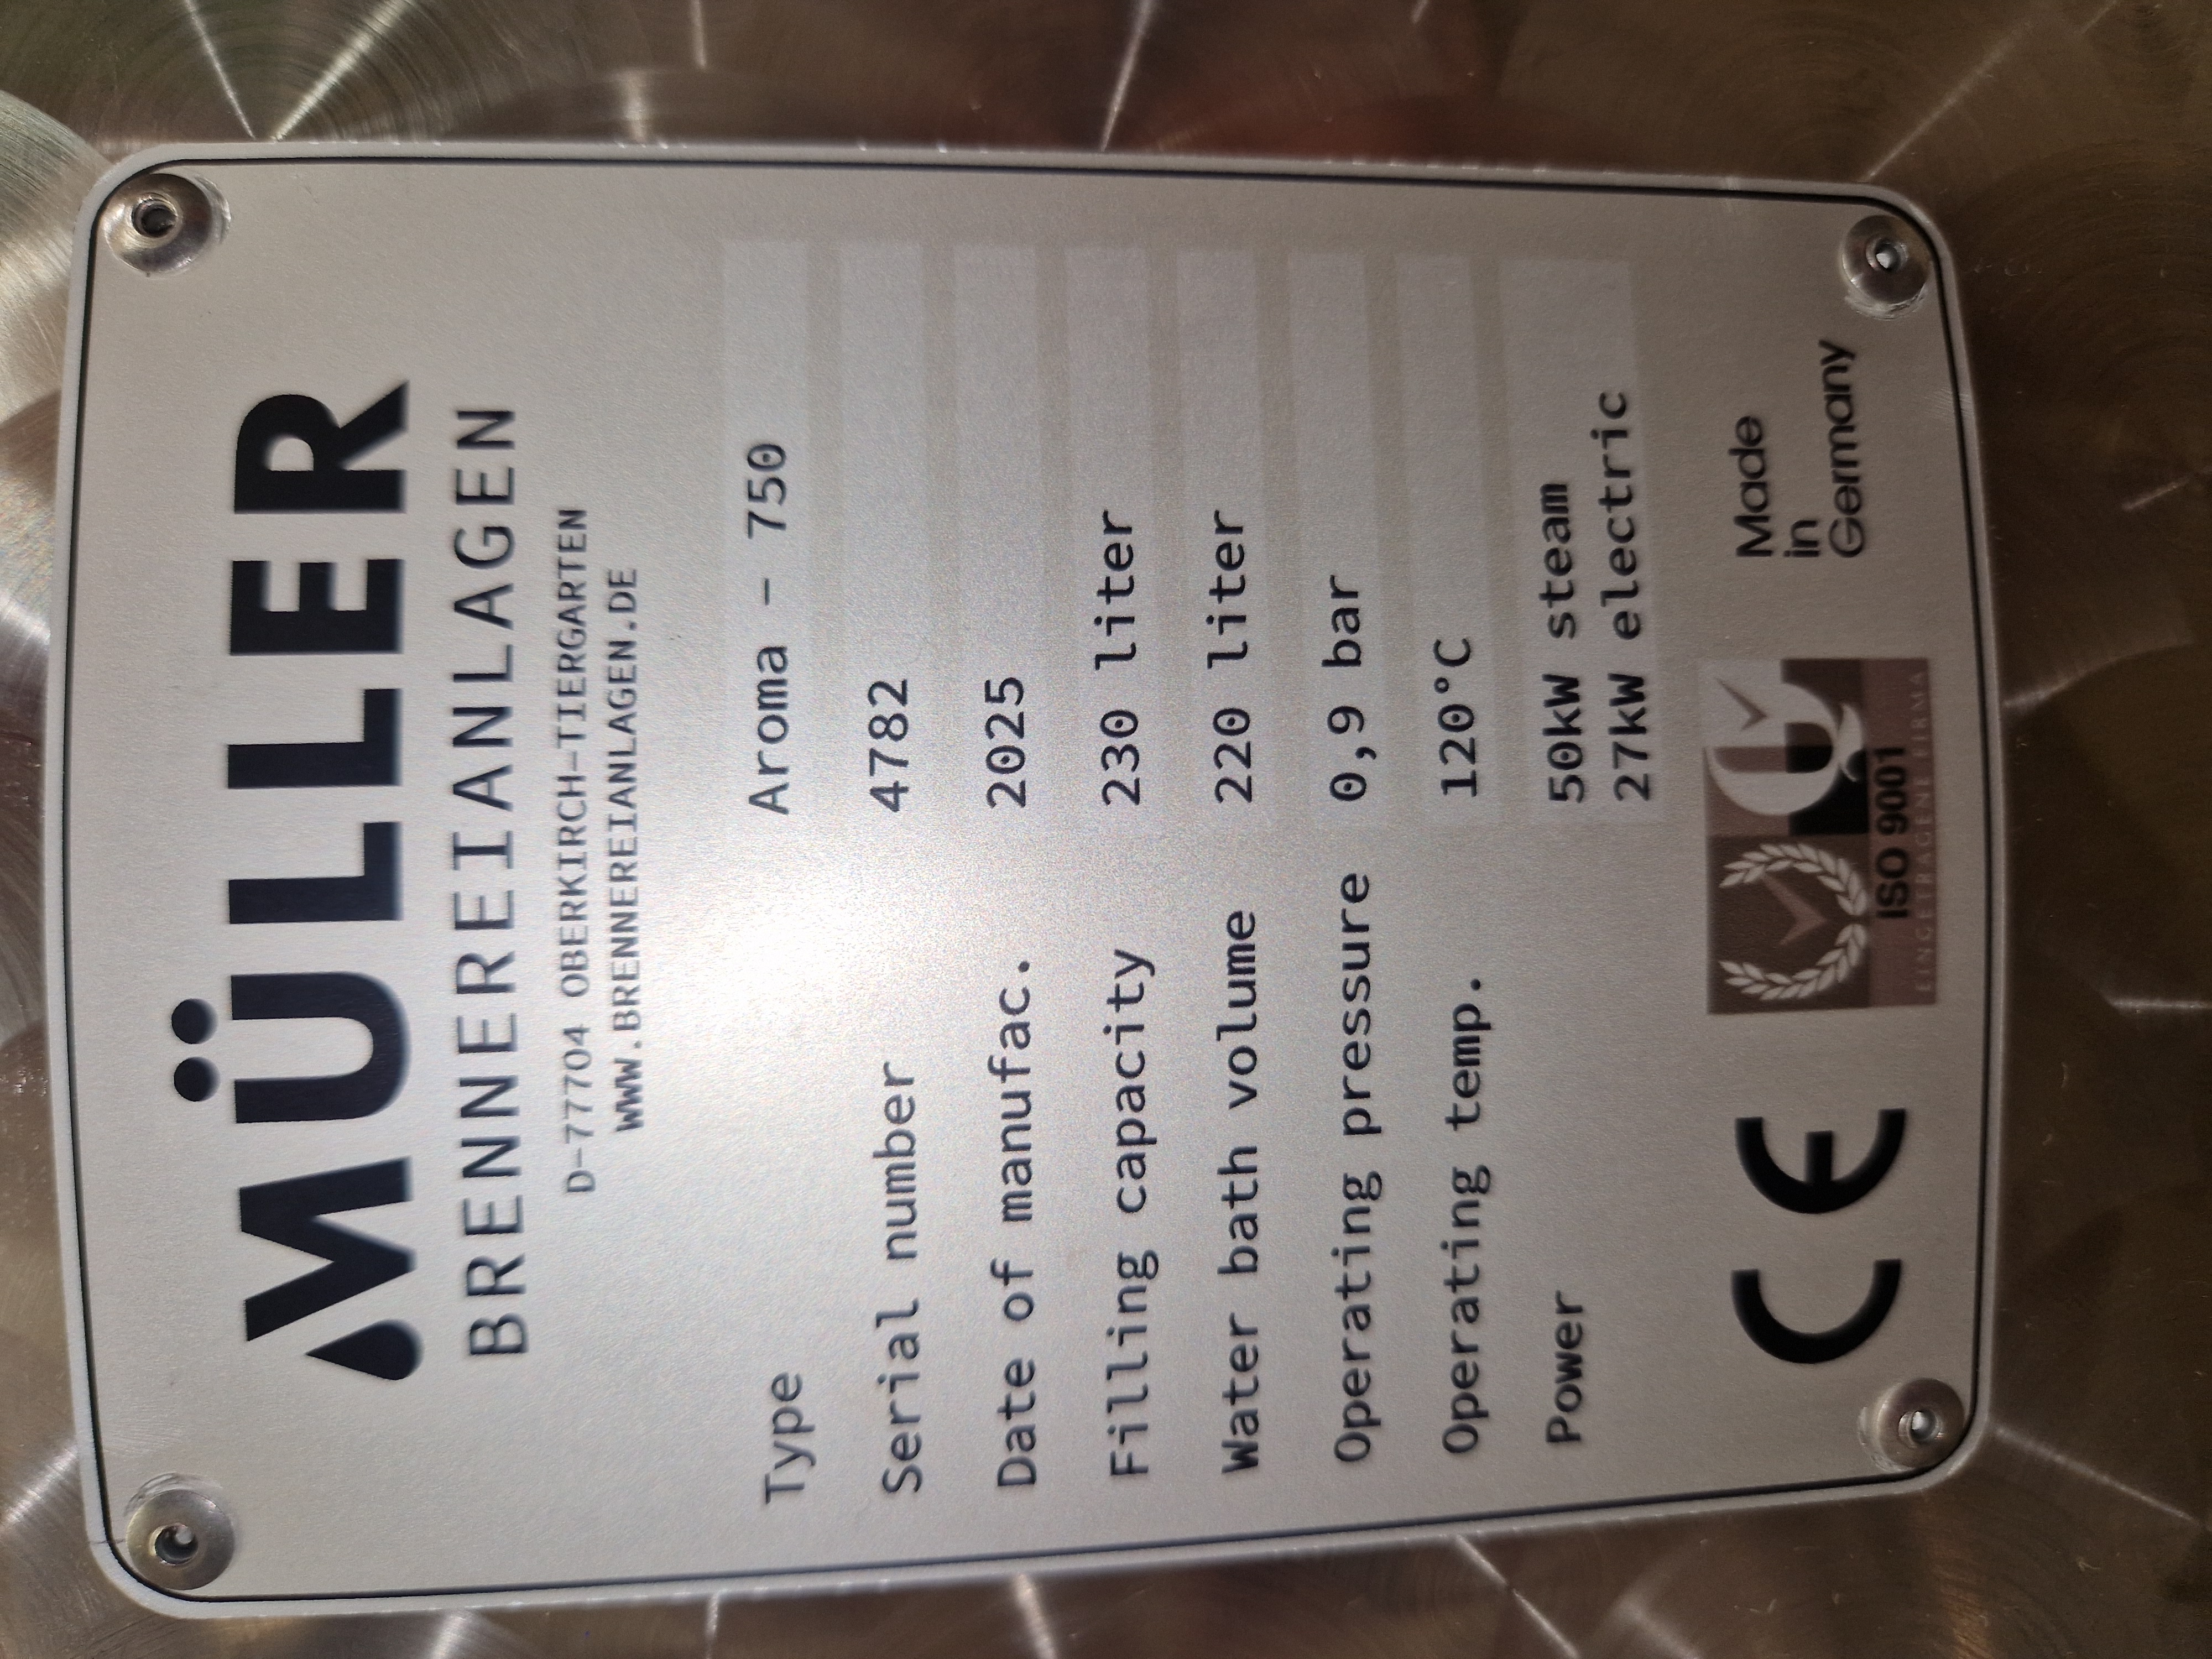 MÜLLER
BRENNEREIANLAGEN
D-77704 OBERKIRCH-TIERGARTEN
WWW.BRENNEREIANLAGEN.DE
Type Aroma - 750
Serial number 4782
Date of manufac. 2025
Filling capacity 230 liter
Water bath volume 220 liter
Operating pressure 0,9 bar
Operating temp. 120°C
Power 50kW steam
27kW electric
CE
ISO 9001
EINGETRAGENE FIRMA
Made
in
Germany